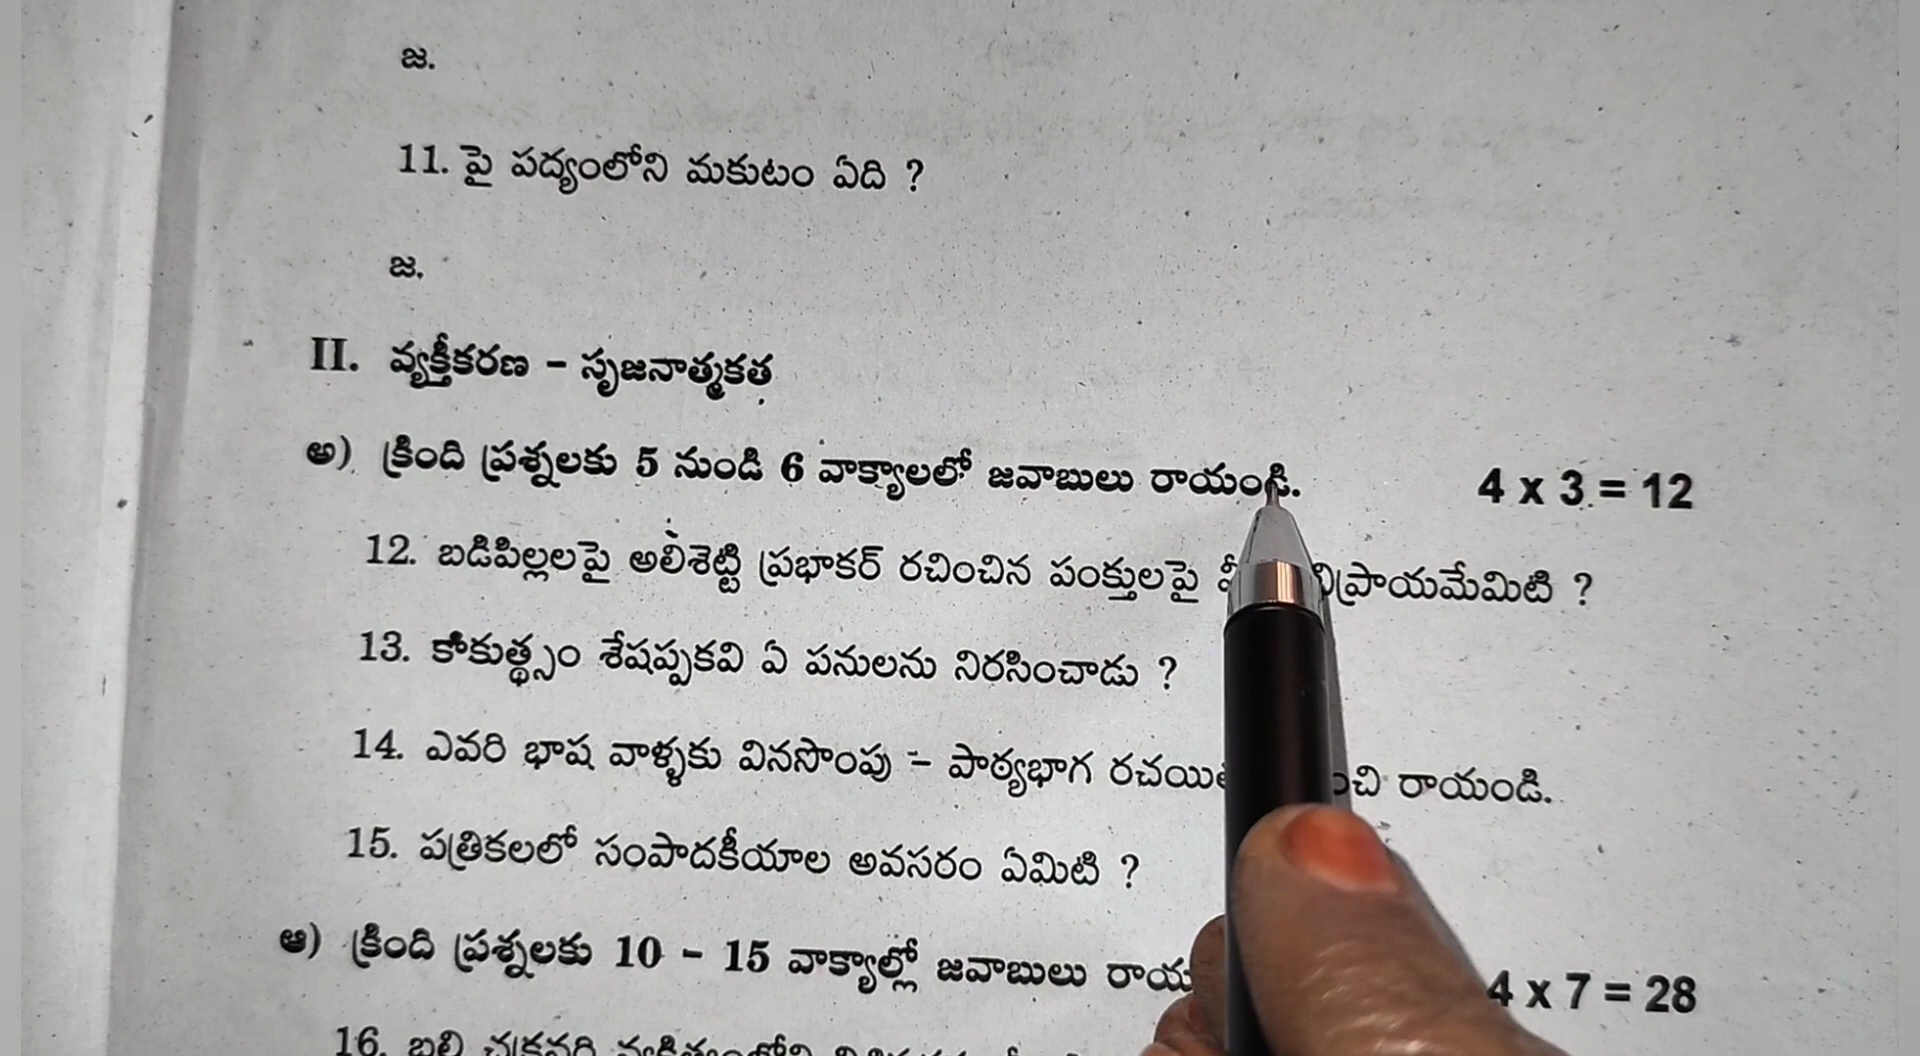 జ.
11. పై పద్యంలోని మకుటం ఏది ?
జ.
II. వ్యక్తీకరణ - సృజనాత్మకత
అ) క్రింది ప్రశ్నలకు 5 నుండి 6 వాక్యాలలో జవాబులు రాయండి. 4 x 3 = 12
12. బడిపిల్లలపై అలిశెట్టి ప్రభాకర్ రచించిన పంక్తులపై ?
13. కాకుత్థ్సం శేషప్పకవి ఏ పనులను నిరసించాడు ?
14. ఎవరి భాష వాళ్ళకు వినసొంపు - పాఠ్యభాగ రాయండి.
15. పత్రికలలో సంపాదకీయాల అవసరం ఏమిటి ?
ఆ) క్రింది ప్రశ్నలకు 10 - 15 వాక్యాల్లో జవాబులు 4 x 7 = 28
16. బలి